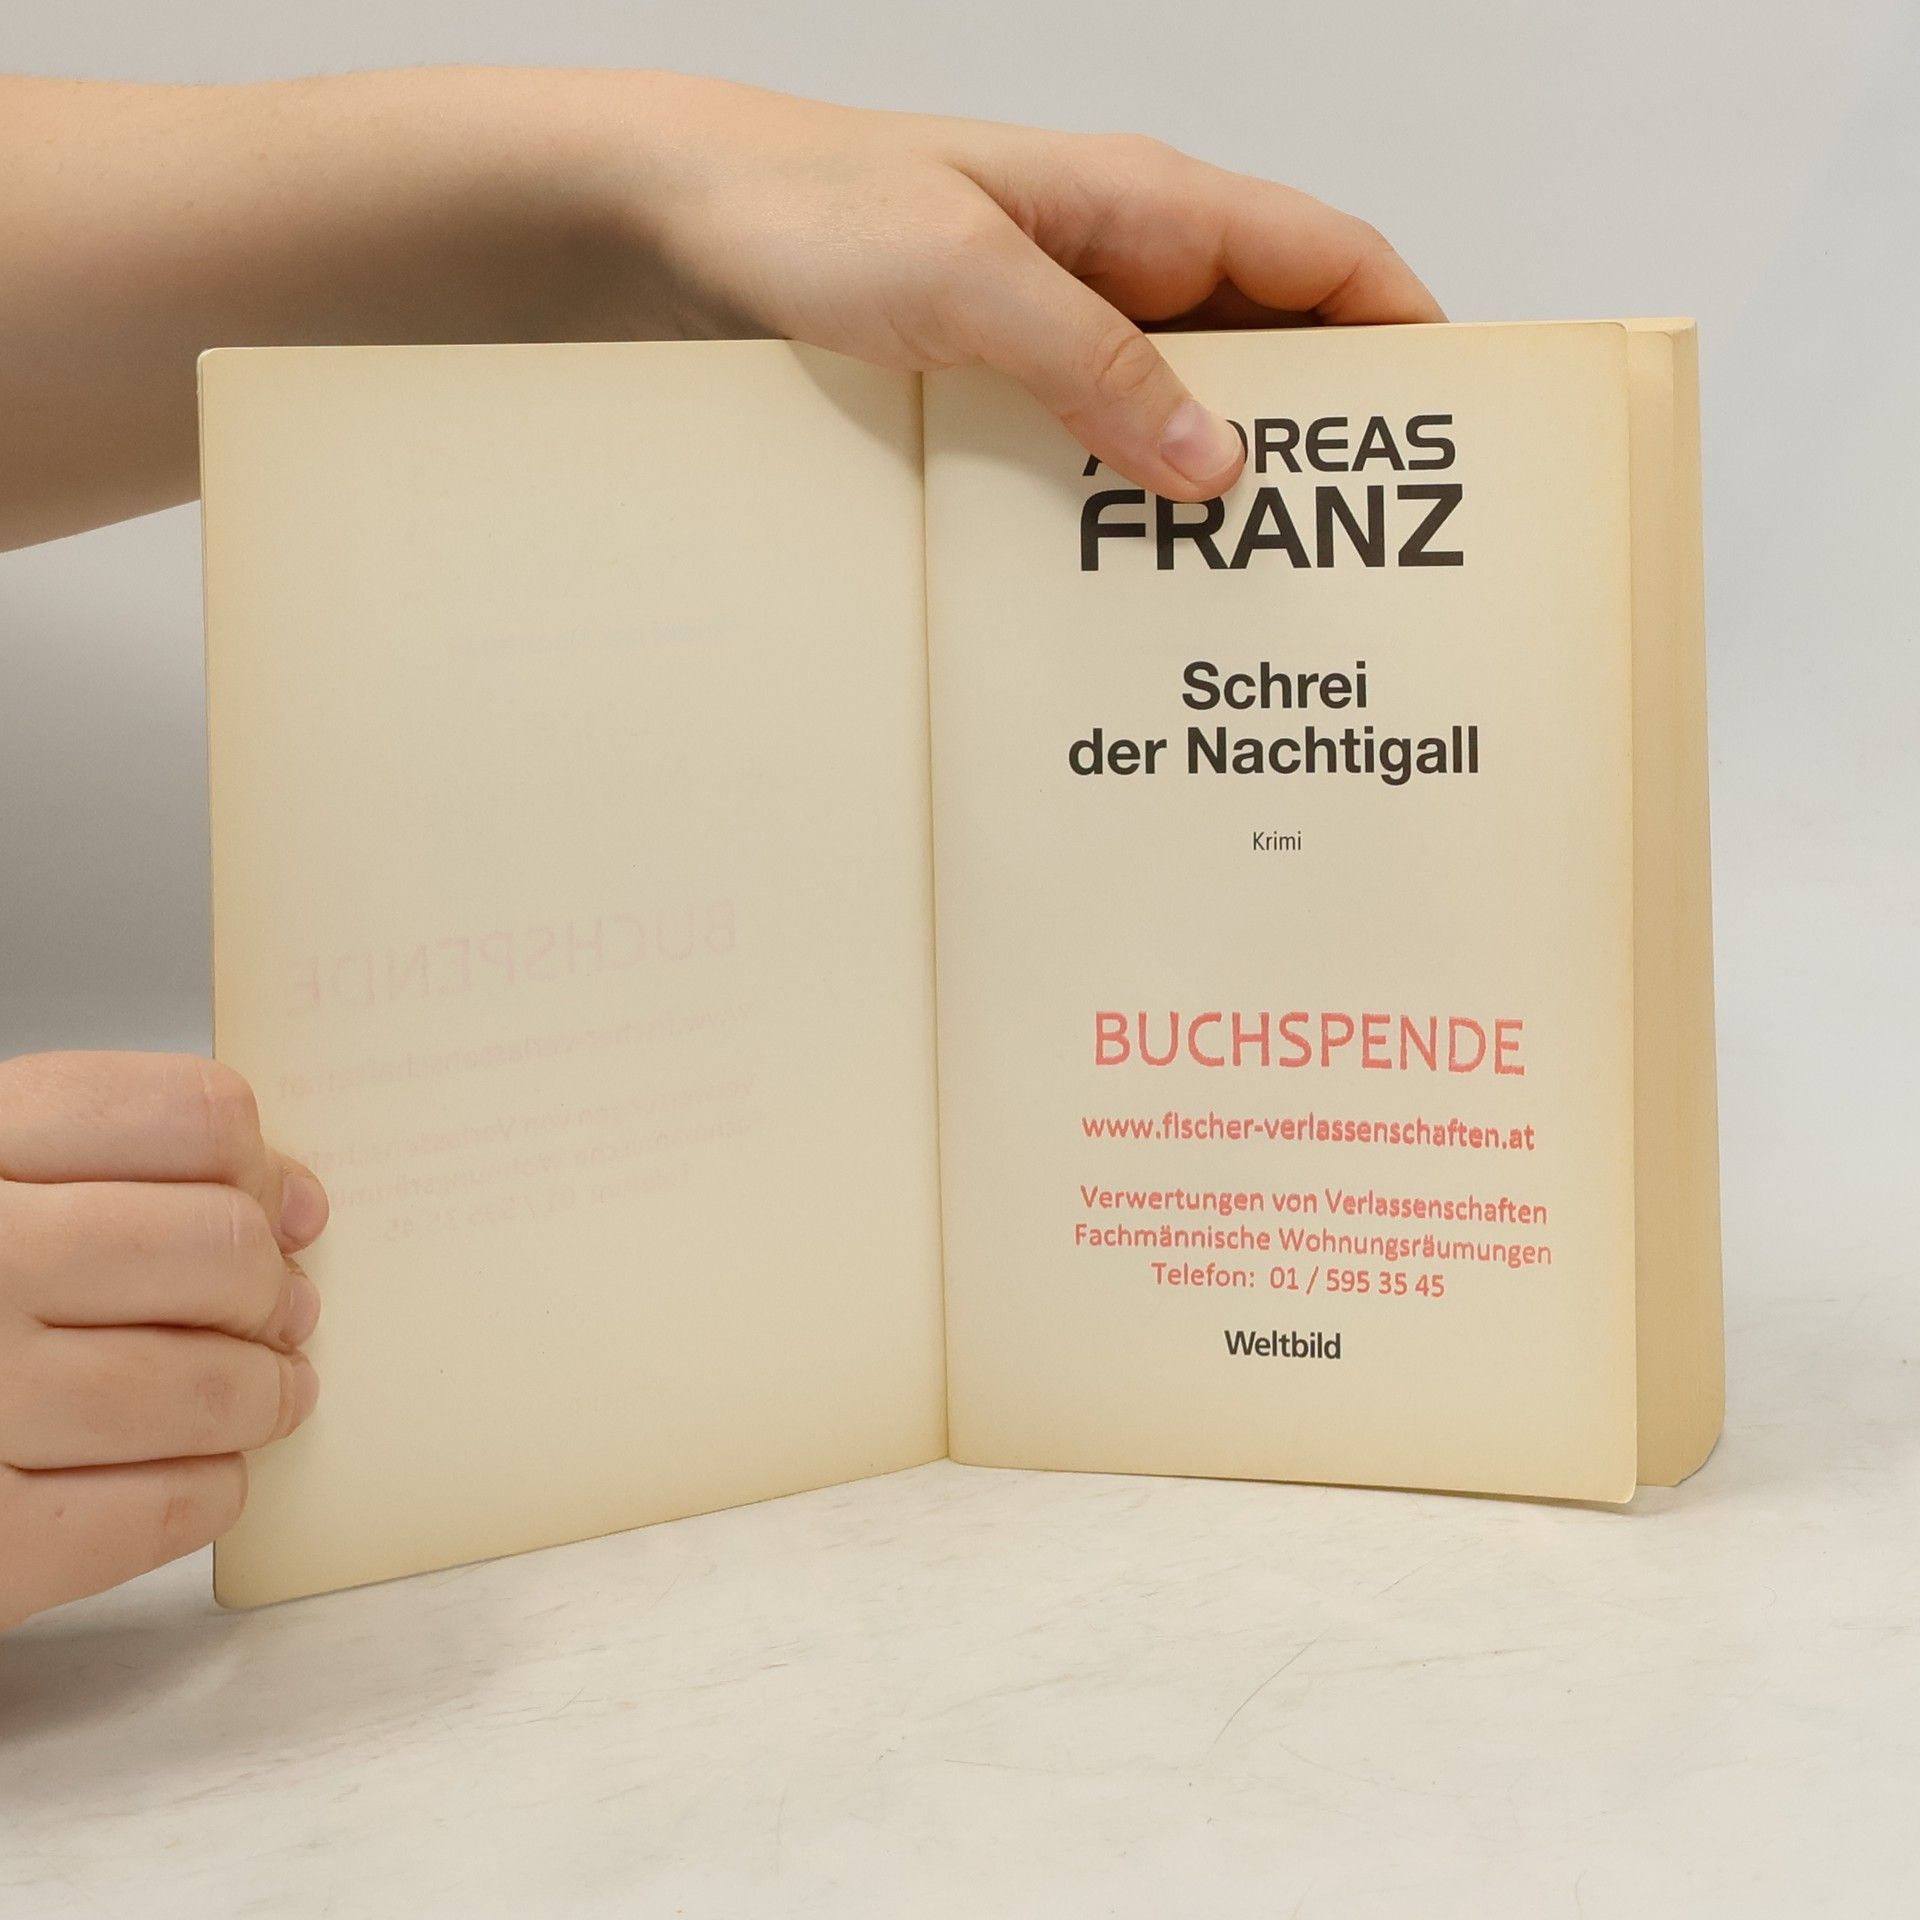 ANDREAS
FRANZ
Schrei
der Nachtigall
Krimi
BUCHSPENDE
www.fischer-verlassenschaften.at
Verwertungen von Verlassenschaften
Fachmännische Wohnungsräumungen
Telefon: 01 / 595 35 45
Weltbild